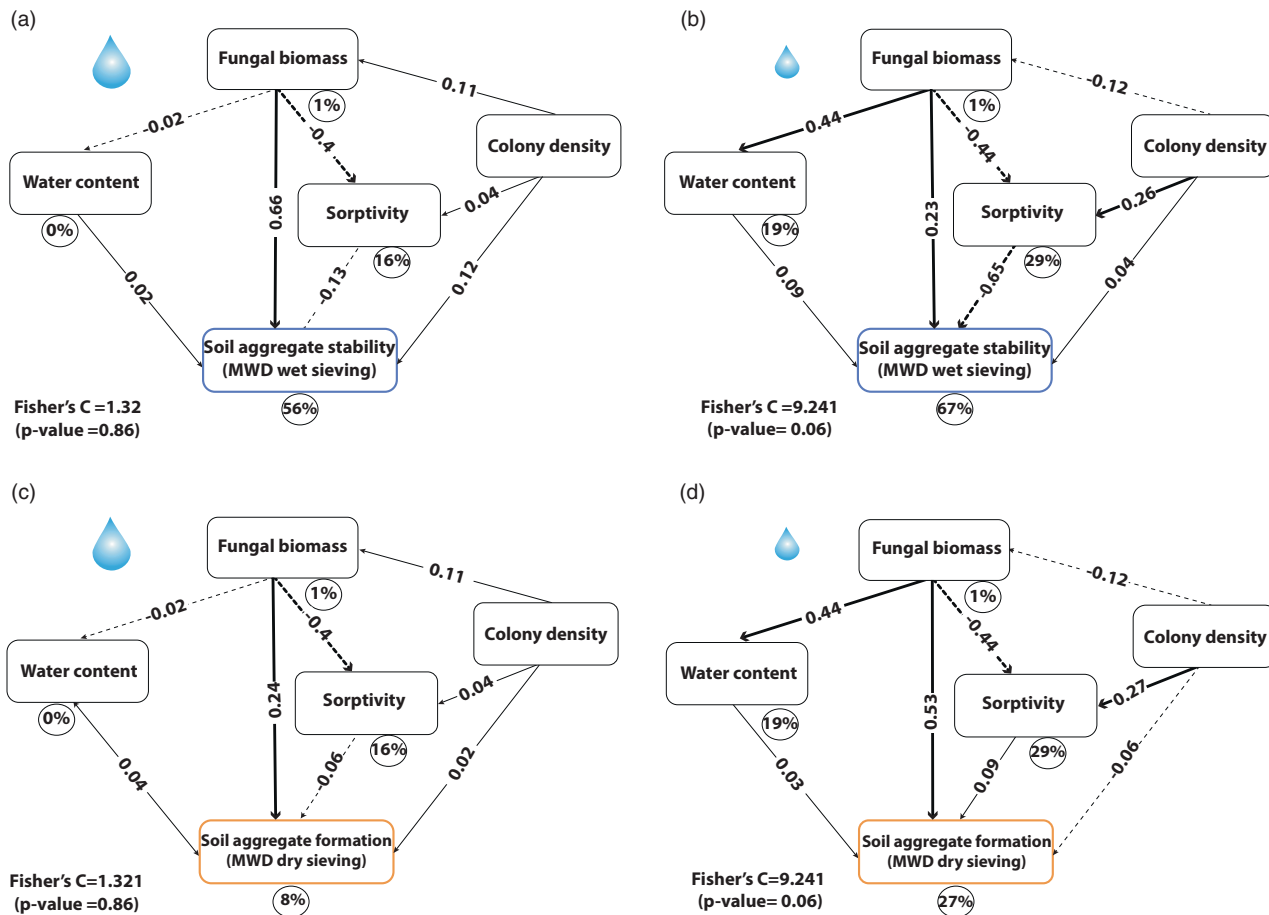 (a)
Fungal biomass
1%
0.11
-0.02
-0.4
Colony density
Water content
0%
0.66
Sorptivity
0.04
16%
0.02
-0.13
0.12
Soil aggregate stability
(MWD wet sieving)
56%
Fisher's C =1.32
(p-value =0.86)
(b)
Fungal biomass
1%
-0.12
0.44
-0.44
Colony density
Water content
19%
0.23
Sorptivity
0.26
29%
0.09
-0.65
0.04
Soil aggregate stability
(MWD wet sieving)
67%
Fisher's C =9.241
(p-value= 0.06)
(c)
Fungal biomass
1%
0.11
-0.02
-0.4
Colony density
Water content
0%
0.24
Sorptivity
0.04
16%
0.04
-0.06
0.02
Soil aggregate formation
(MWD dry sieving)
8%
Fisher's C=1.321
(p-value =0.86)
(d)
Fungal biomass
1%
-0.12
0.44
-0.44
Colony density
Water content
19%
0.53
Sorptivity
0.27
29%
0.03
0.09
-0.06
Soil aggregate formation
(MWD dry sieving)
27%
Fisher's C=9.241
(p-value= 0.06)